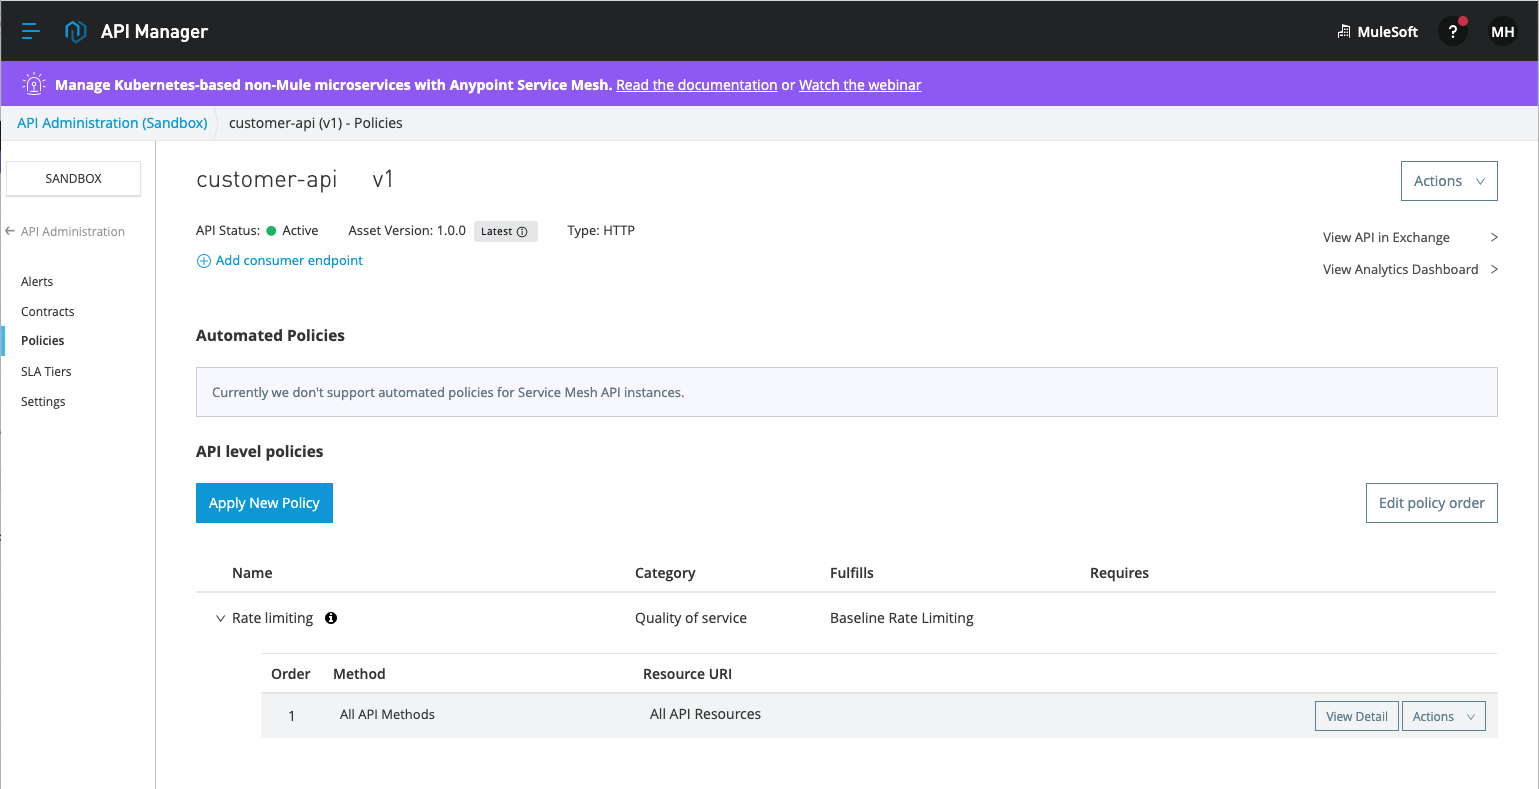 API Manager
MuleSoft
?
MH
Manage Kubernetes-based non-Mule microservices with Anypoint Service Mesh. Read the documentation or Watch the webinar
API Administration (Sandbox)
customer-api (v1) - Policies
SANDBOX
API Administration
Alerts
Contracts
Policies
SLA Tiers
Settings
customer-api v1
Actions
API Status: Active Asset Version: 1.0.0 Latest Type: HTTP
Add consumer endpoint
View API in Exchange
View Analytics Dashboard
Automated Policies
Currently we don't support automated policies for Service Mesh API instances.
API level policies
Apply New Policy
Edit policy order
Name Category Fulfills Requires
Rate limiting Quality of service Baseline Rate Limiting
Order Method Resource URI
1 All API Methods All API Resources View Detail Actions